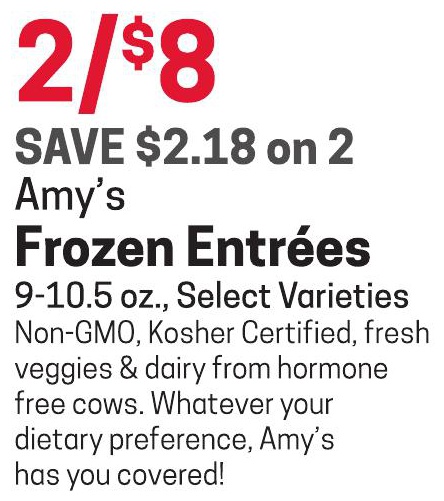 2/$8
SAVE $2.18 on 2
Amy's
Frozen Entrées
9-10.5 oz., Select Varieties
Non-GMO, Kosher Certified, fresh
veggies & dairy from hormone
free cows. Whatever your
dietary preference, Amy's
has you covered!